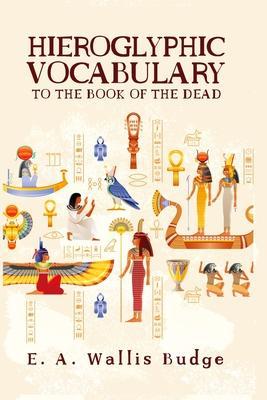 HIEROGLYPHIC
VOCABULARY
TO THE BOOK OF THE DEAD
E. A. Wallis Budge